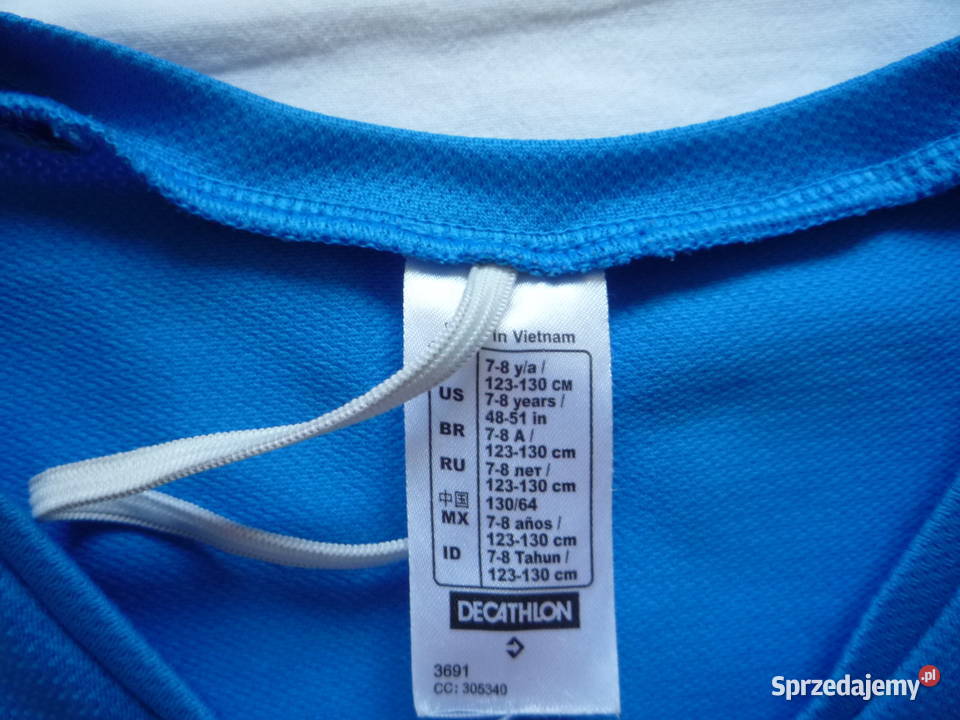 in Vietnam
7-8 y/a /
123-130 CM
US 7-8 years /
48-51 in
BR 7-8 A /
123-130 cm
RU 7-8 лет /
123-130 cm
中国 130/64
MX 7-8 años /
123-130 cm
ID 7-8 Tahun /
123-130 cm
DECATHLON
3691
CC: 305340
Sprzedajemy.pl